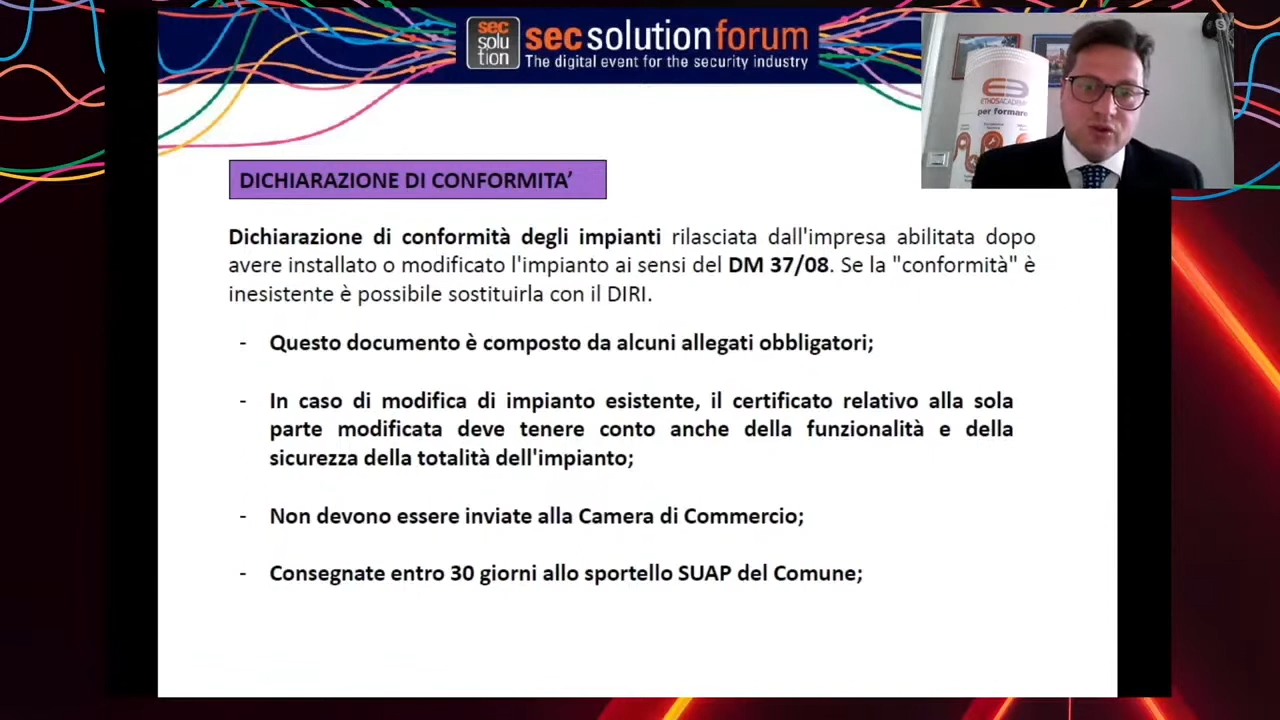 sec
solu
tion
secsolutionforum
The digital event for the security industry
ETHOSACADEMY
per formare
DICHIARAZIONE DI CONFORMITA’
Dichiarazione di conformità degli impianti rilasciata dall'impresa abilitata dopo
avere installato o modificato l'impianto ai sensi del DM 37/08. Se la "conformità" è
inesistente è possibile sostituirla con il DIRI.
- Questo documento è composto da alcuni allegati obbligatori;
- In caso di modifica di impianto esistente, il certificato relativo alla sola
parte modificata deve tenere conto anche della funzionalità e della
sicurezza della totalità dell'impianto;
- Non devono essere inviate alla Camera di Commercio;
- Consegnate entro 30 giorni allo sportello SUAP del Comune;